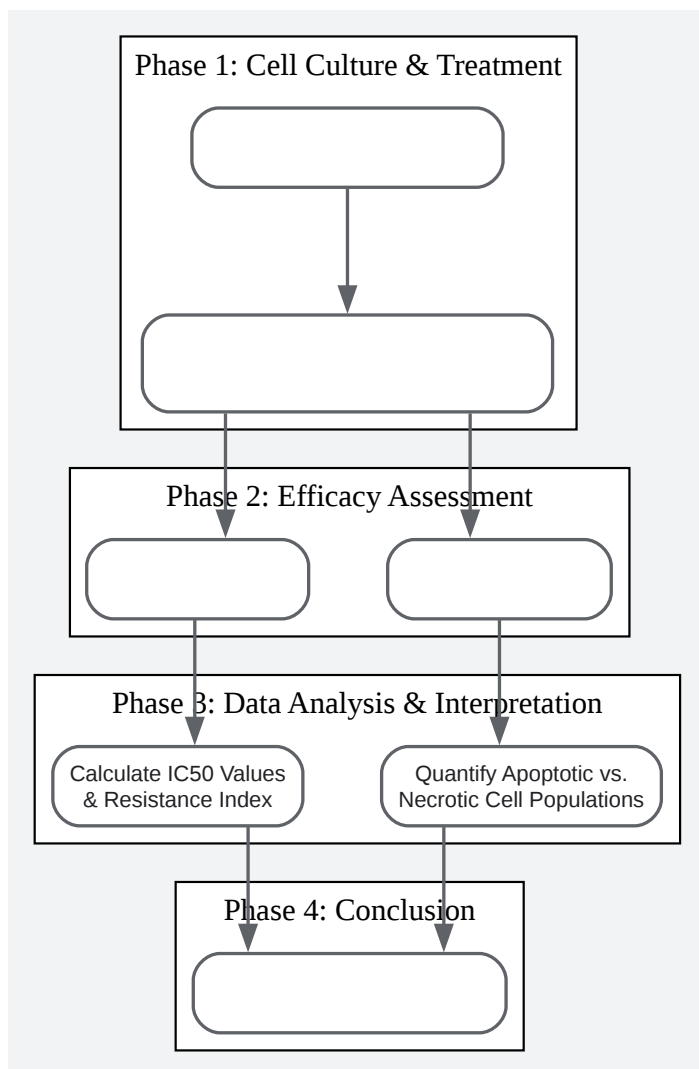 Phase 1: Cell Culture & Treatment
Phase 2: Efficacy Assessment
Phase 3: Data Analysis & Interpretation
Calculate IC50 Values
& Resistance Index
Quantify Apoptotic vs.
Necrotic Cell Populations
Phase 4: Conclusion